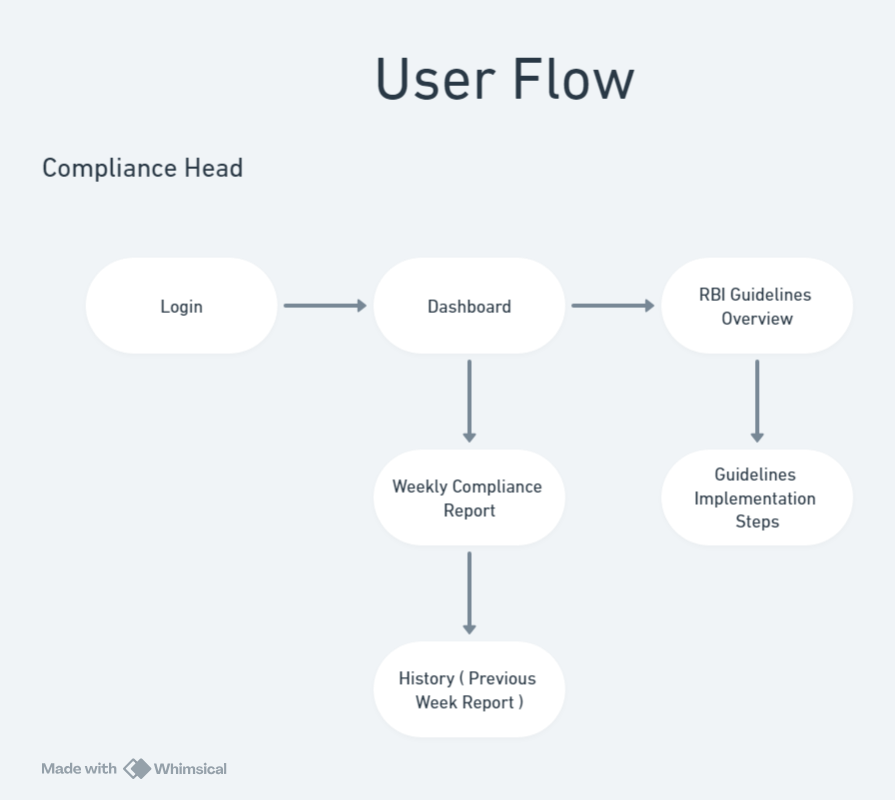 User Flow
Compliance Head
Login
Dashboard
RBI Guidelines
Overview
Weekly Compliance
Report
Guidelines
Implementation
Steps
History ( Previous
Week Report )
Made with Whimsical